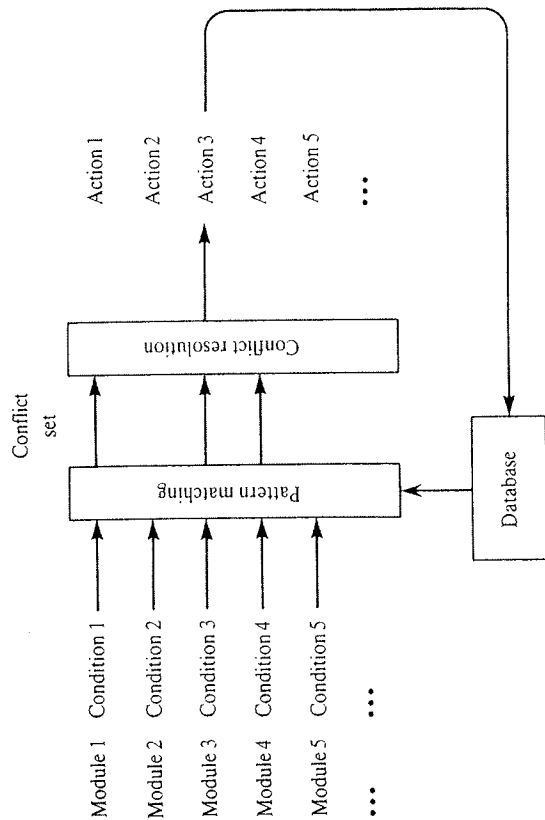 Conflict
set
Module 1 Condition 1 Action 1
Module 2 Condition 2 Action 2
Module 3 Condition 3 Action 3
Module 4 Condition 4 Action 4
Module 5 Condition 5 Action 5
••• ••• •••
Pattern matching
Conflict resolution
Database